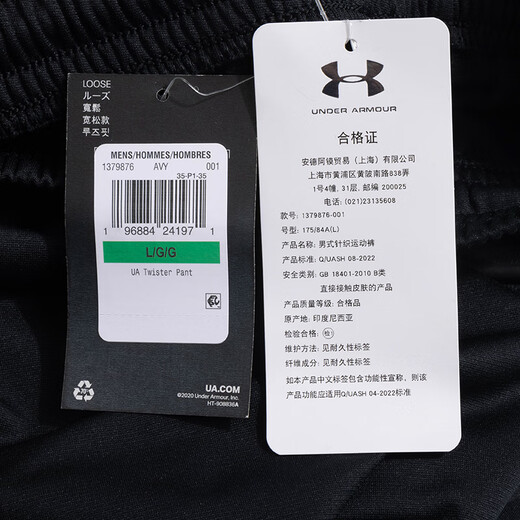 LOOSE
ルーズ
寬鬆
宽松款
루즈핏
MENS/HOMMES/HOMBRES
1379876 AVY 001
35-P1-35
1 96884 24197 1
L/G/G
UA Twister Pant
UA.COM
©2020 Under Armour, Inc.
HT-908838A
UNDER ARMOUR
合格证
安德阿镆贸易（上海）有限公司
上海市黄浦区黄陂南路838弄
1号4幢, 31层, 邮编 200025
电话: (021)23135608
款号: 1379876-001
号型: 175/84A(L)
产品名称: 男式针织运动裤
产品标准: Q/UASH 08-2022
安全类别: GB 18401-2010 B类
直接接触皮肤的产品
产品质量等级: 合格品
原产地: 印度尼西亚
检验合格: 检1
维护方法: 见耐久性标签
纤维成分: 见耐久性标签
如本产品中文标签包含功能性宣称，则该
产品功能应适用Q/UASH 04-2022标准